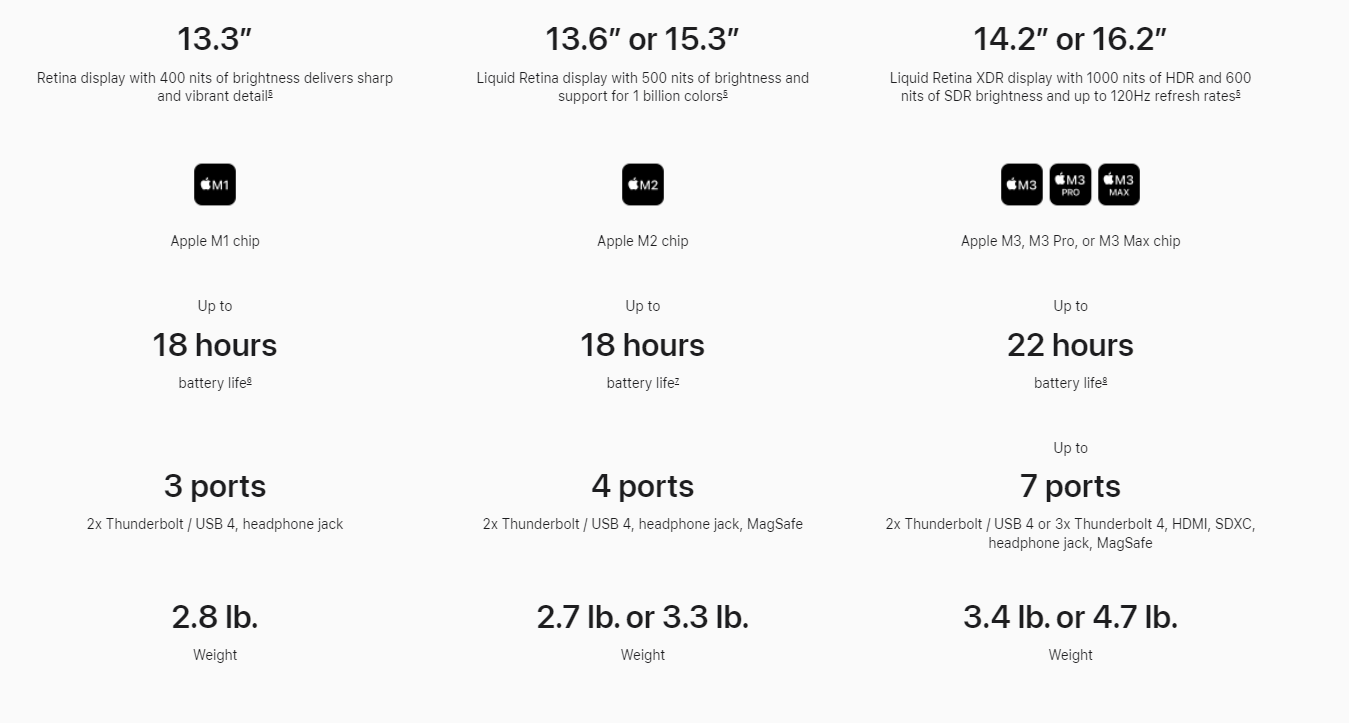 13.3”
Retina display with 400 nits of brightness delivers sharp
and vibrant detail⁵
13.6” or 15.3”
Liquid Retina display with 500 nits of brightness and
support for 1 billion colors⁵
14.2” or 16.2”
Liquid Retina XDR display with 1000 nits of HDR and 600
nits of SDR brightness and up to 120Hz refresh rates⁵
M1
Apple M1 chip
M2
Apple M2 chip
M3
M3
PRO
M3
MAX
Apple M3, M3 Pro, or M3 Max chip
Up to
18 hours
battery life⁶
Up to
18 hours
battery life⁷
Up to
22 hours
battery life⁸
3 ports
2x Thunderbolt / USB 4, headphone jack
4 ports
2x Thunderbolt / USB 4, headphone jack, MagSafe
Up to
7 ports
2x Thunderbolt / USB 4 or 3x Thunderbolt 4, HDMI, SDXC,
headphone jack, MagSafe
2.8 lb.
Weight
2.7 lb. or 3.3 lb.
Weight
3.4 lb. or 4.7 lb.
Weight